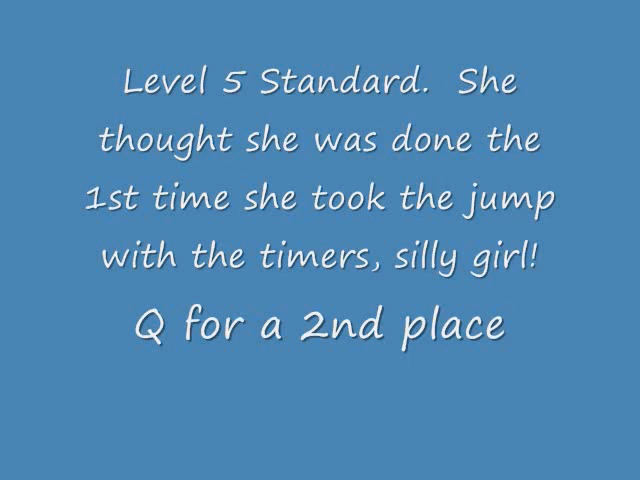 Level 5 Standard.  She
thought she was done the
1st time she took the jump
with the timers, silly girl!
Q for a 2nd place